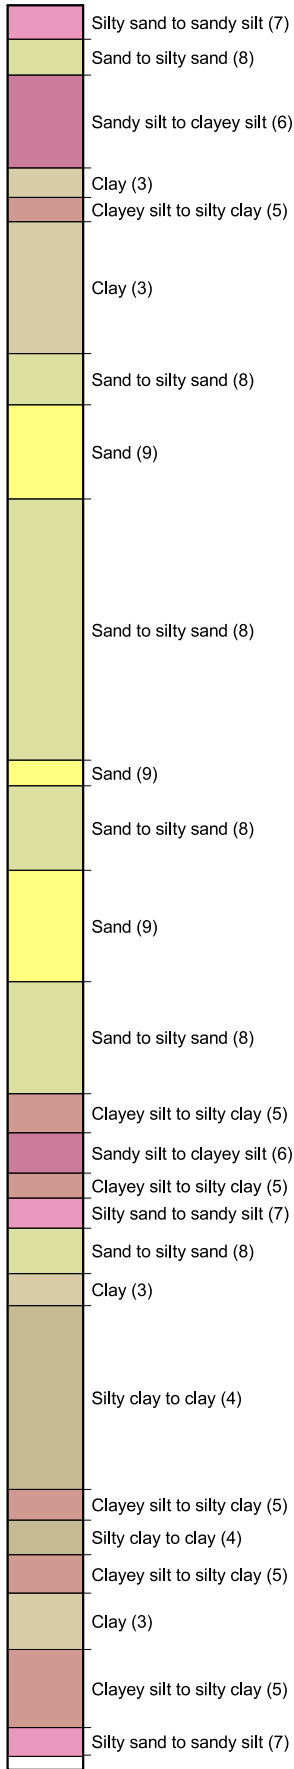 Silty sand to sandy silt (7)
Sand to silty sand (8)
Sandy silt to clayey silt (6)
Clay (3)
Clayey silt to silty clay (5)
Clay (3)
Sand to silty sand (8)
Sand (9)
Sand to silty sand (8)
Sand (9)
Sand to silty sand (8)
Sand (9)
Sand to silty sand (8)
Clayey silt to silty clay (5)
Sandy silt to clayey silt (6)
Clayey silt to silty clay (5)
Silty sand to sandy silt (7)
Sand to silty sand (8)
Clay (3)
Silty clay to clay (4)
Clayey silt to silty clay (5)
Silty clay to clay (4)
Clayey silt to silty clay (5)
Clay (3)
Clayey silt to silty clay (5)
Silty sand to sandy silt (7)